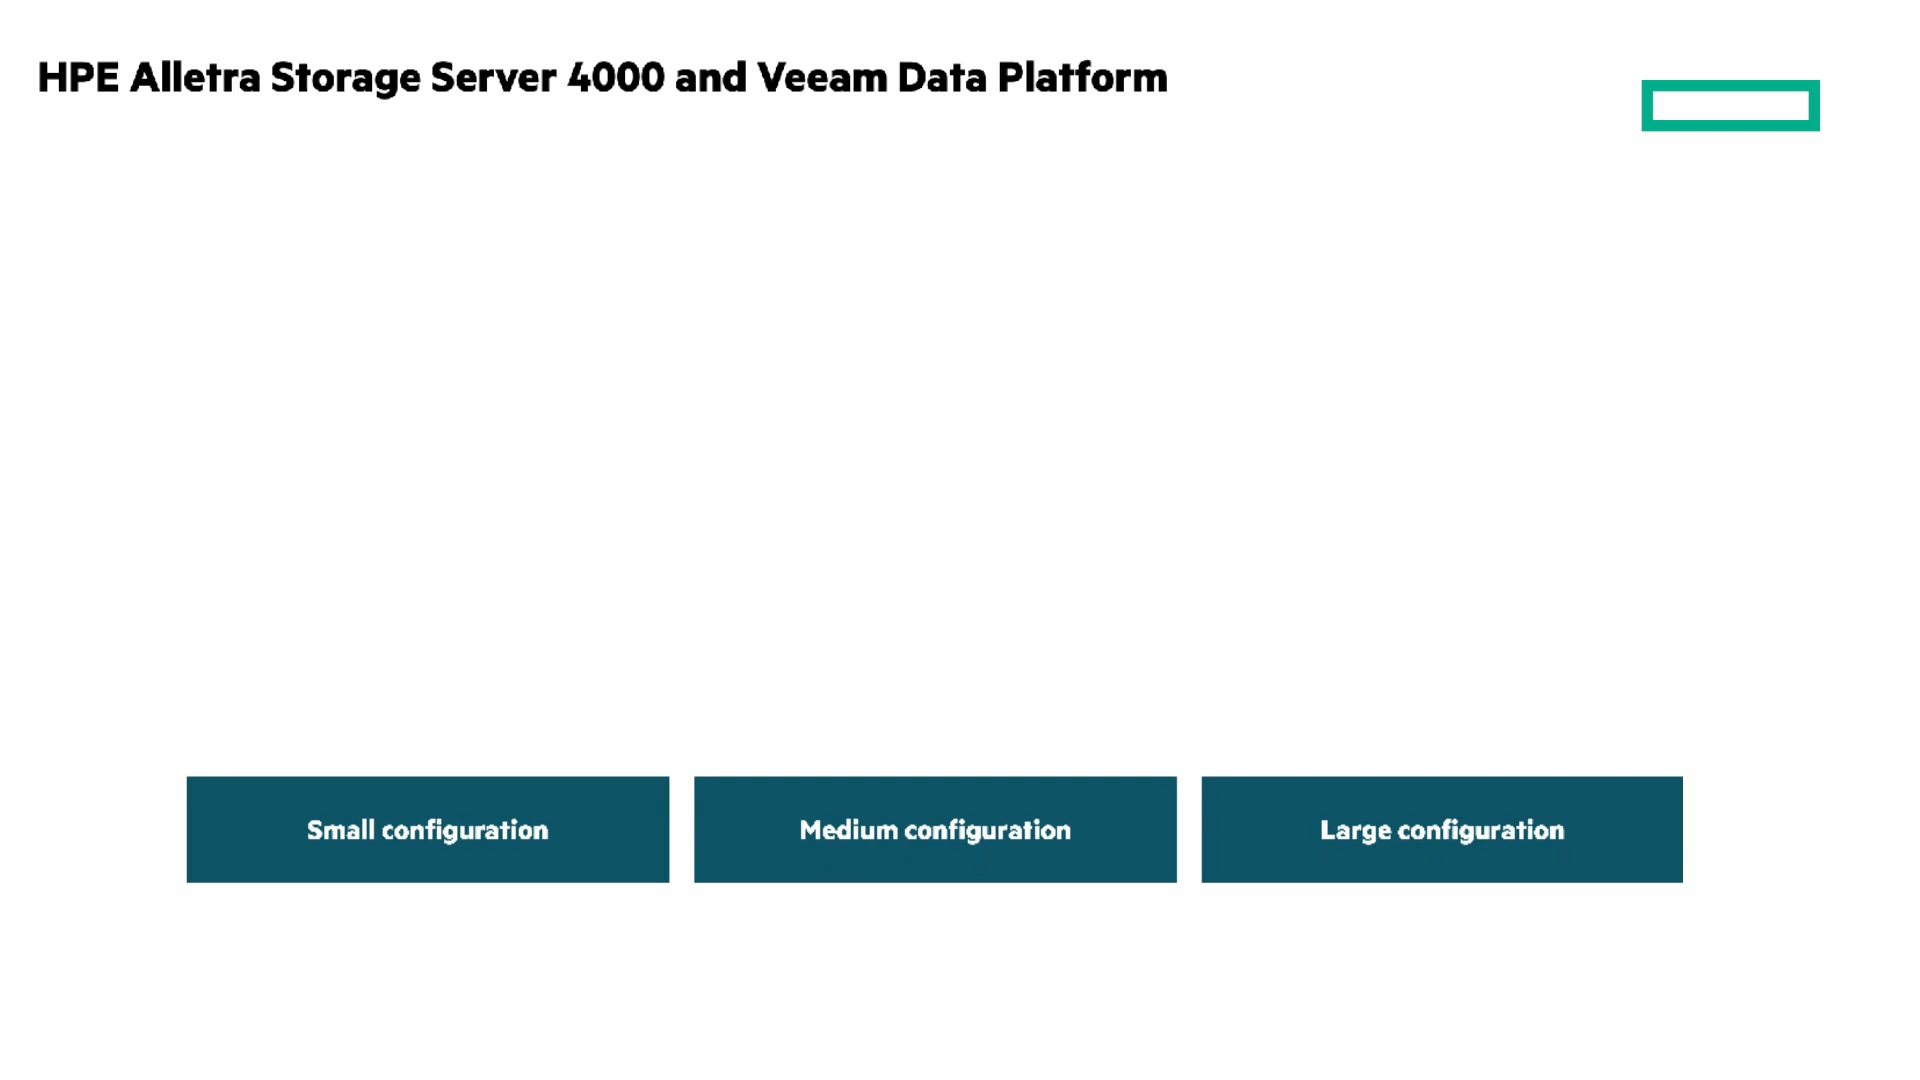 HPE Alletra Storage Server 4000 and Veeam Data Platform
Small configuration
Medium configuration
Large configuration